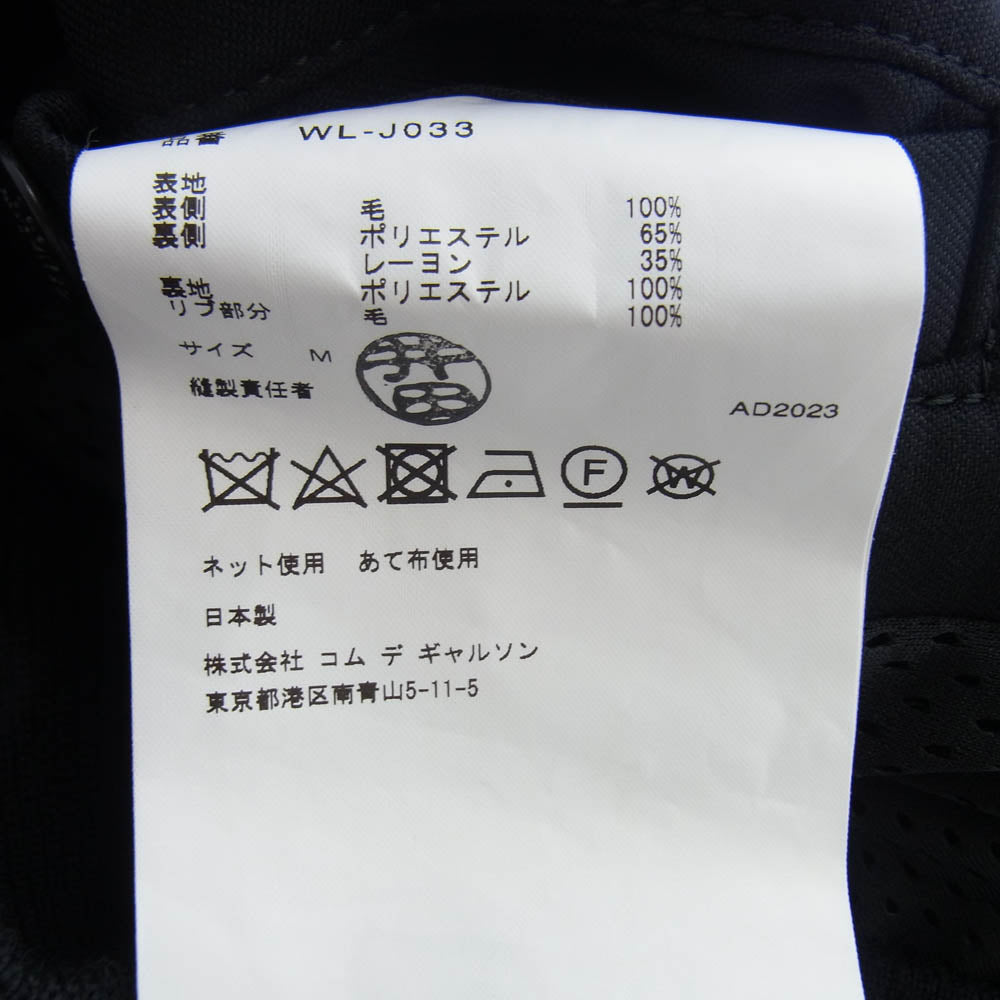 品番 WL-J033
表地
表側 毛 100%
裏側 ポリエステル 65%
レーヨン 35%
裏地 ポリエステル 100%
リブ部分 毛 100%
サイズ M
縫製責任者
AD2023
F W
ネット使用 あて布使用
日本製
株式会社 コム デ ギャルソン
東京都港区南青山5-11-5